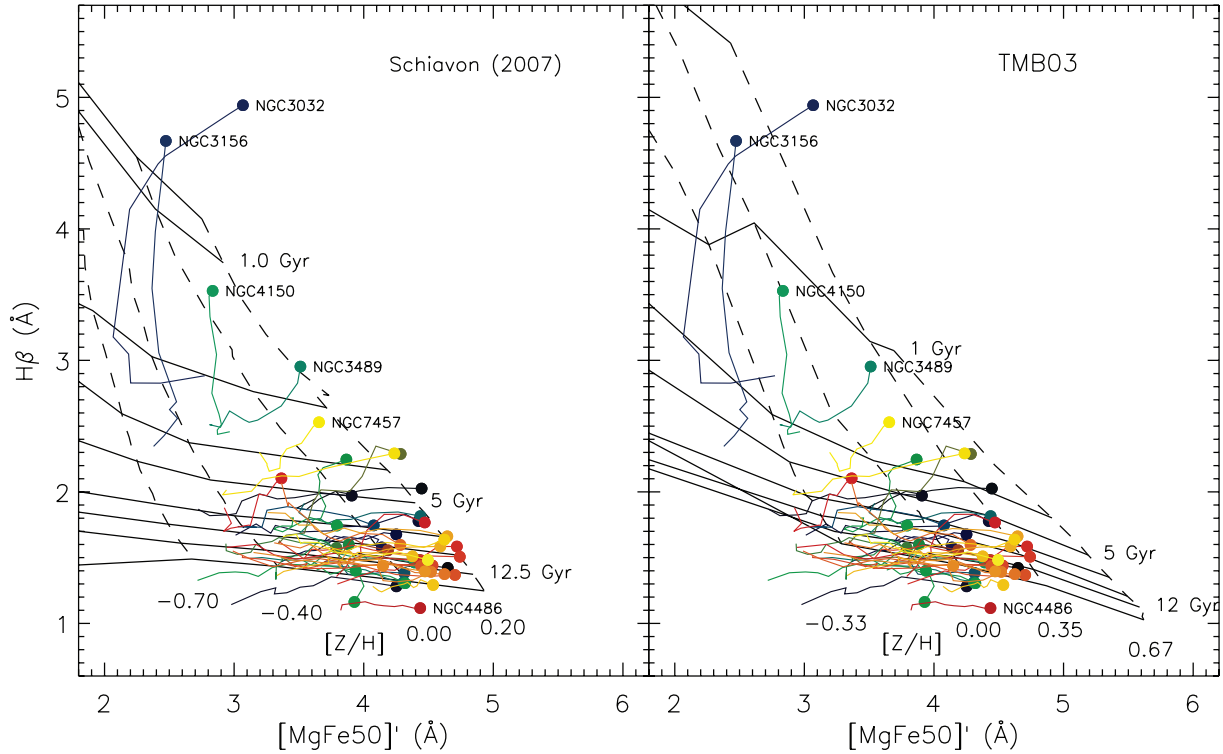 Schiavon (2007)
TMB03
5
4
3
2
1
Hβ (Å)
NGC3032
NGC3156
1.0 Gyr
NGC4150
NGC3489
NGC7457
5 Gyr
12.5 Gyr
−0.70
−0.40
0.00
0.20
[Z/H]
NGC3032
NGC3156
NGC4150
1 Gyr
NGC3489
NGC7457
5 Gyr
12 Gyr
NGC4486
−0.33
0.00
0.35
0.67
[Z/H]
2 3 4 5 6
2 3 4 5 6
[MgFe50]' (Å)
[MgFe50]' (Å)
NGC4486